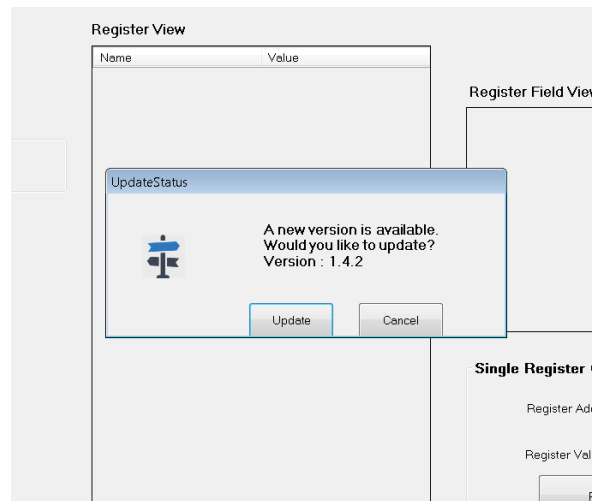 Register View
Name Value
Register Field View
UpdateStatus
A new version is available.
Would you like to update?
Version : 1.4.2
Update Cancel
Single Register
Register Add
Register Val